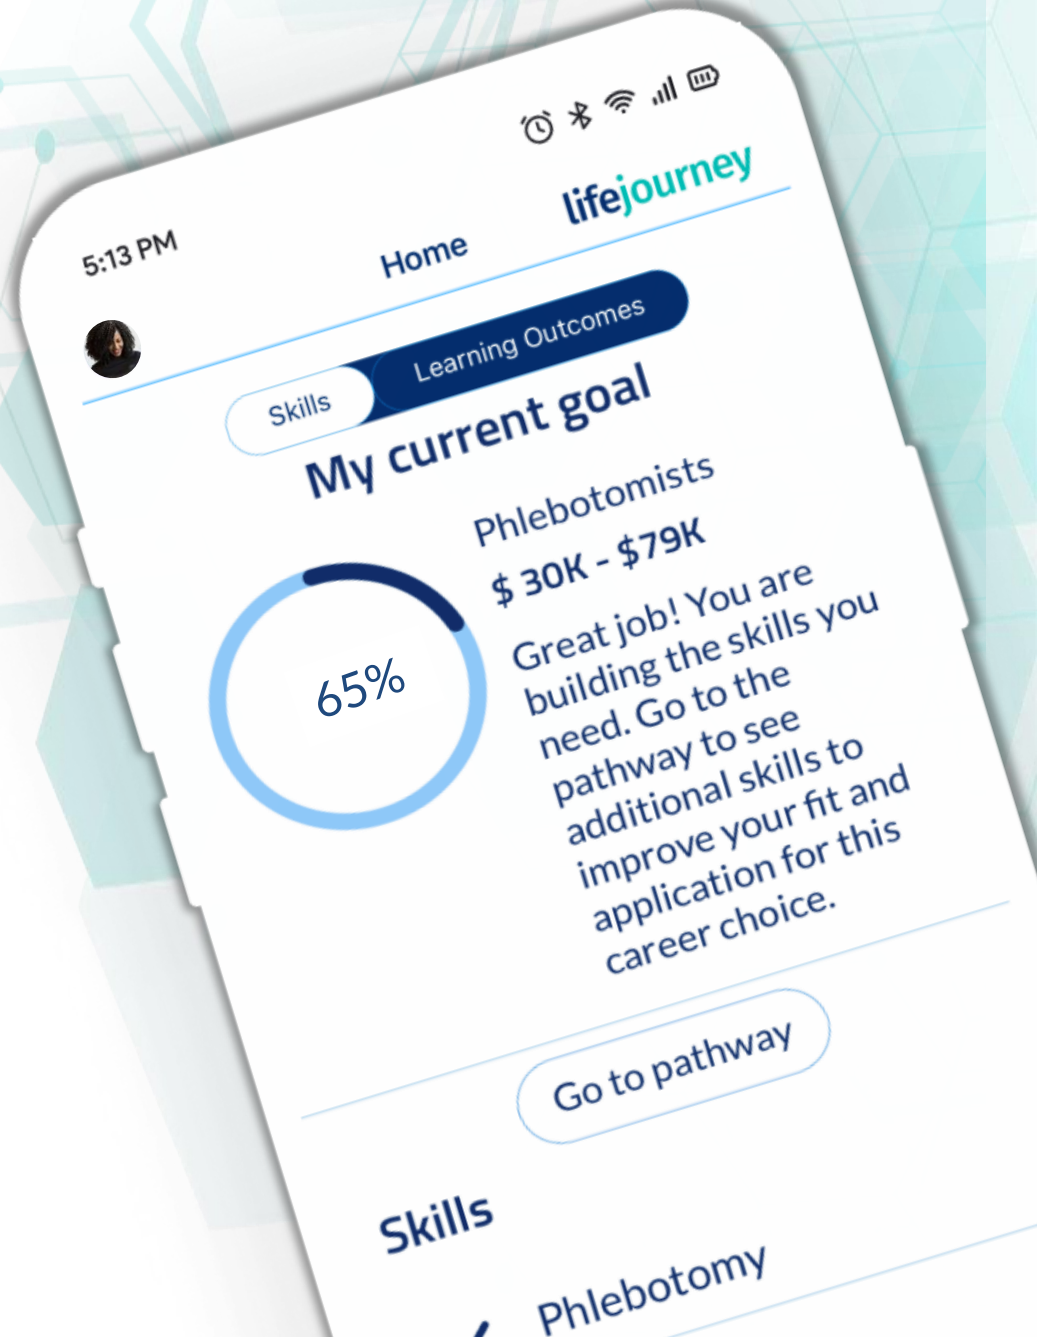 5:13 PM
Home
lifejourney
Skills
Learning Outcomes
My current goal
65%
Phlebotomists
$ 30K - $79K
Great job! You are
building the skills you
need. Go to the
pathway to see
additional skills to
improve your fit and
application for this
career choice.
Go to pathway
Skills
Phlebotomy